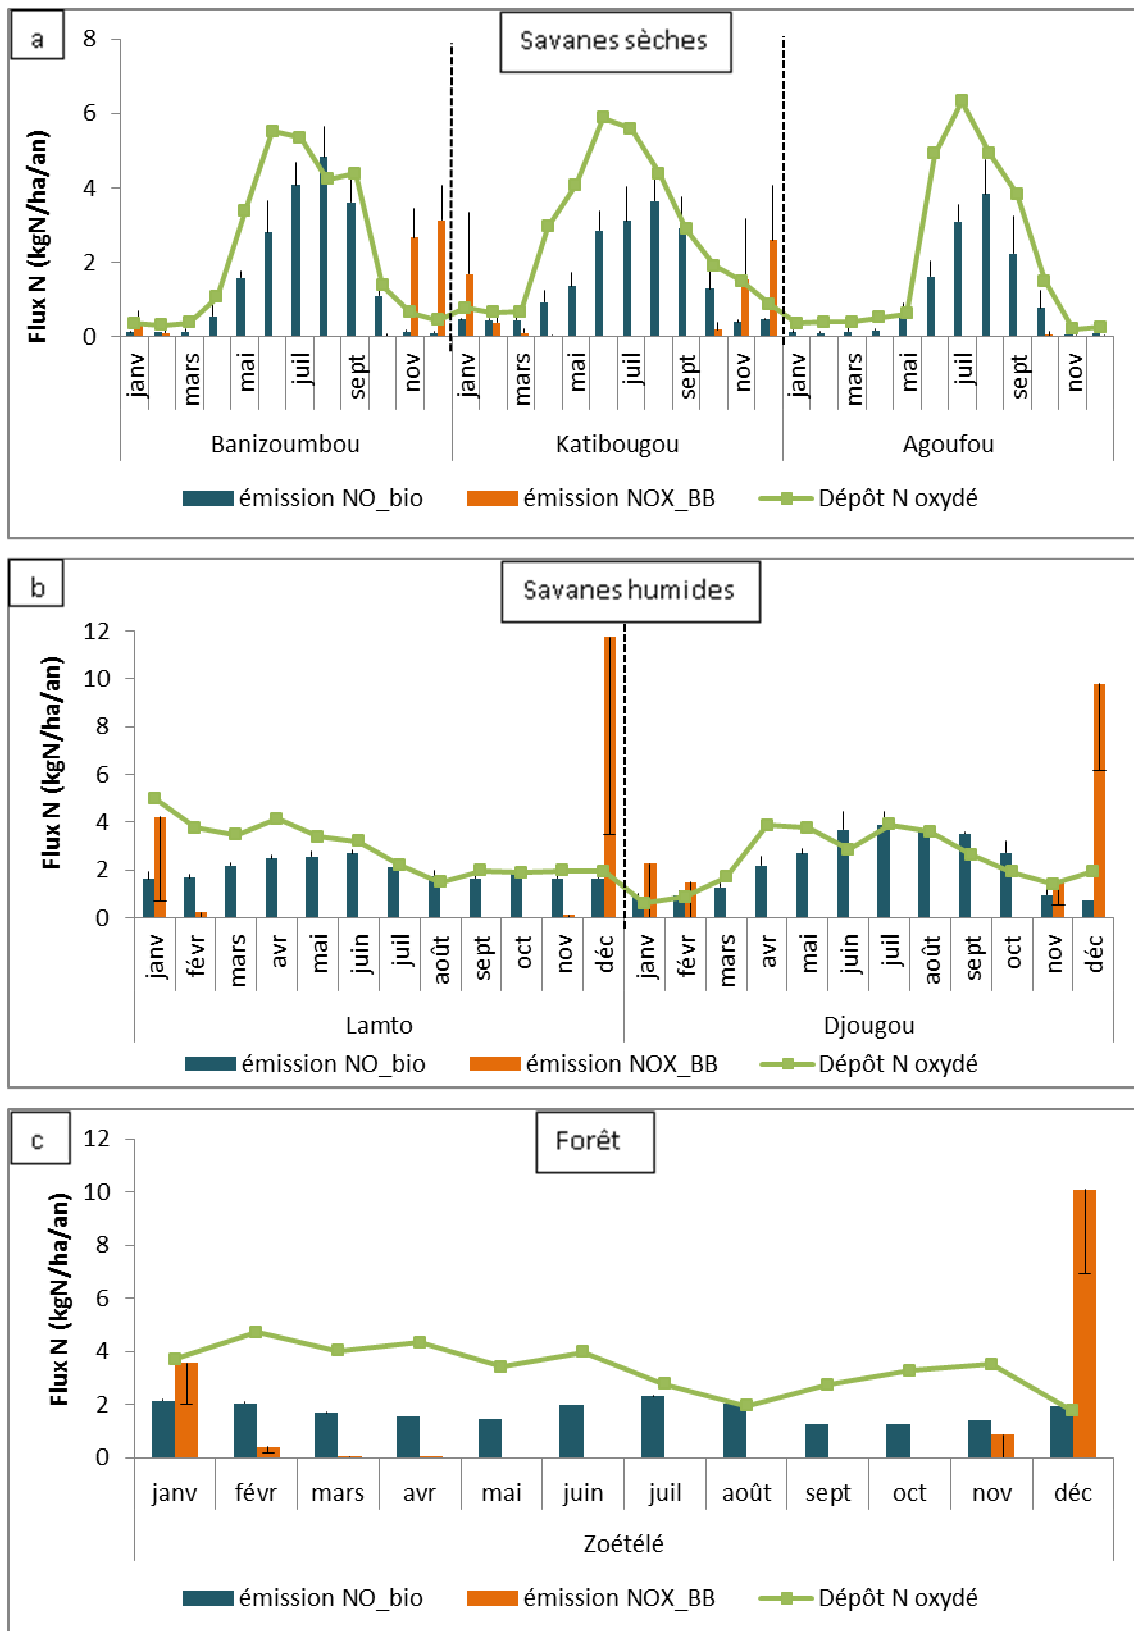 a
Savanes sèches
Flux N (kgN/ha/an)
8
6
4
2
0
janv mars mai juil sept nov janv mars mai juil sept nov janv mars mai juil sept nov
Banizoumbou Katibougou Agoufou
émission NO_bio émission NOX_BB Dépôt N oxydé
b
Savanes humides
Flux N (kgN/ha/an)
12
10
8
6
4
2
0
janv févr mars avr mai juin juil août sept oct nov déc janv févr mars avr mai juin juil août sept oct nov déc
Lamto Djougou
émission NO_bio émission NOX_BB Dépôt N oxydé
c
Forêt
Flux N (kgN/ha/an)
12
10
8
6
4
2
0
janv févr mars avr mai juin juil août sept oct nov déc
Zoétélé
émission NO_bio émission NOX_BB Dépôt N oxydé